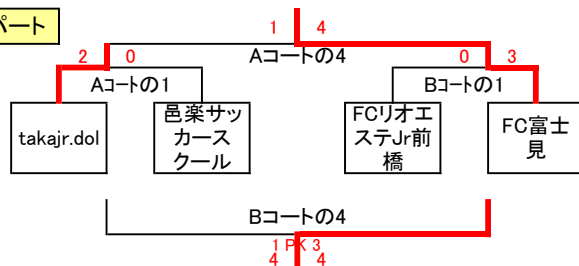 パート
1 4
Aコートの4
2 0
0 3
Aコートの1
Bコートの1
takajr.dol
邑楽サッ
カース
クール
FCリオエ
ステJr前
橋
FC富士
見
Bコートの4
1 PK 3
4 4